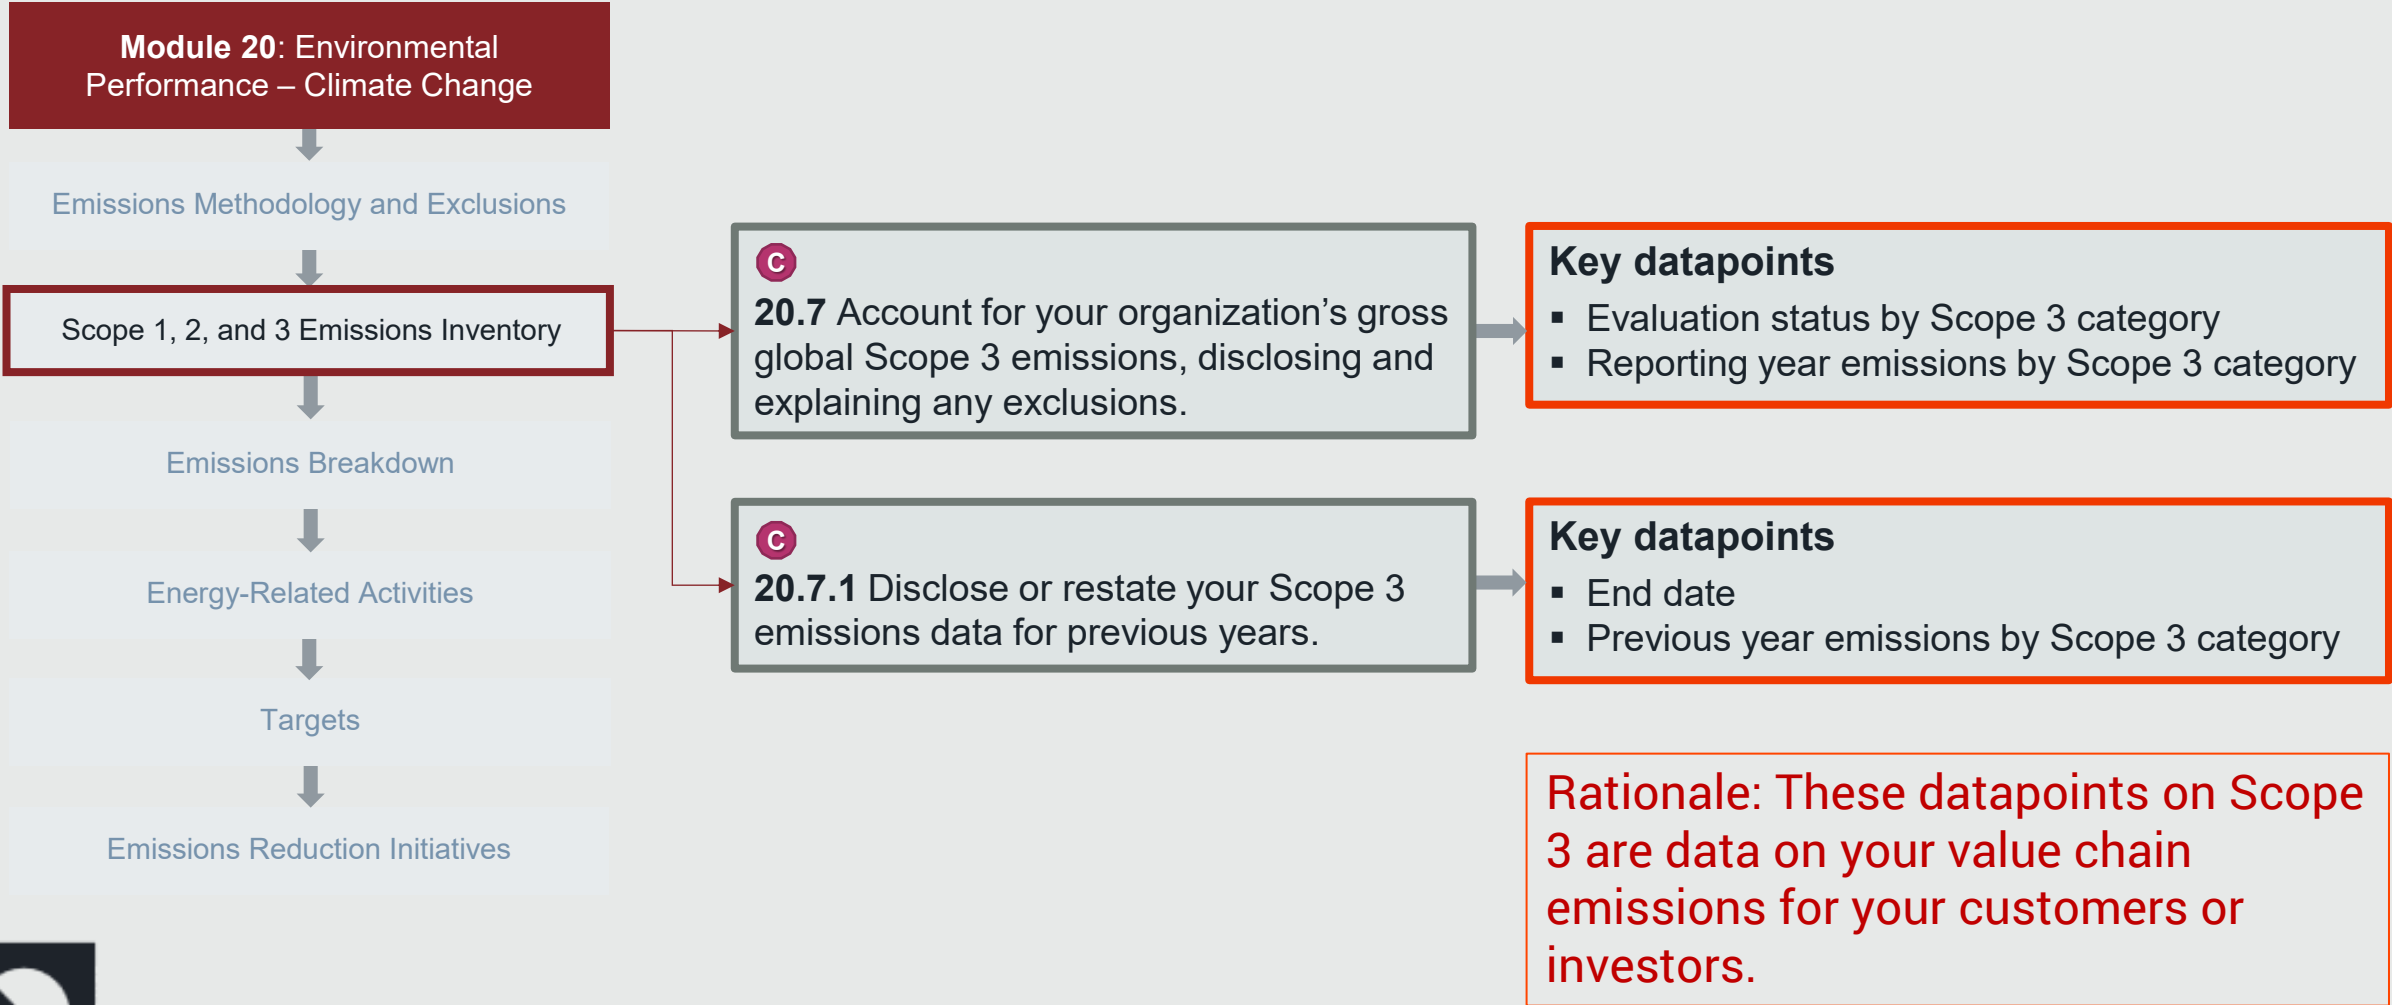 Module 20: Environmental
Performance – Climate Change
Emissions Methodology and Exclusions
Scope 1, 2, and 3 Emissions Inventory
Emissions Breakdown
Energy-Related Activities
Targets
Emissions Reduction Initiatives
C
20.7 Account for your organization’s gross
global Scope 3 emissions, disclosing and
explaining any exclusions.
Key datapoints
▪ Evaluation status by Scope 3 category
▪ Reporting year emissions by Scope 3 category
C
20.7.1 Disclose or restate your Scope 3
emissions data for previous years.
Key datapoints
▪ End date
▪ Previous year emissions by Scope 3 category
Rationale: These datapoints on Scope
3 are data on your value chain
emissions for your customers or
investors.